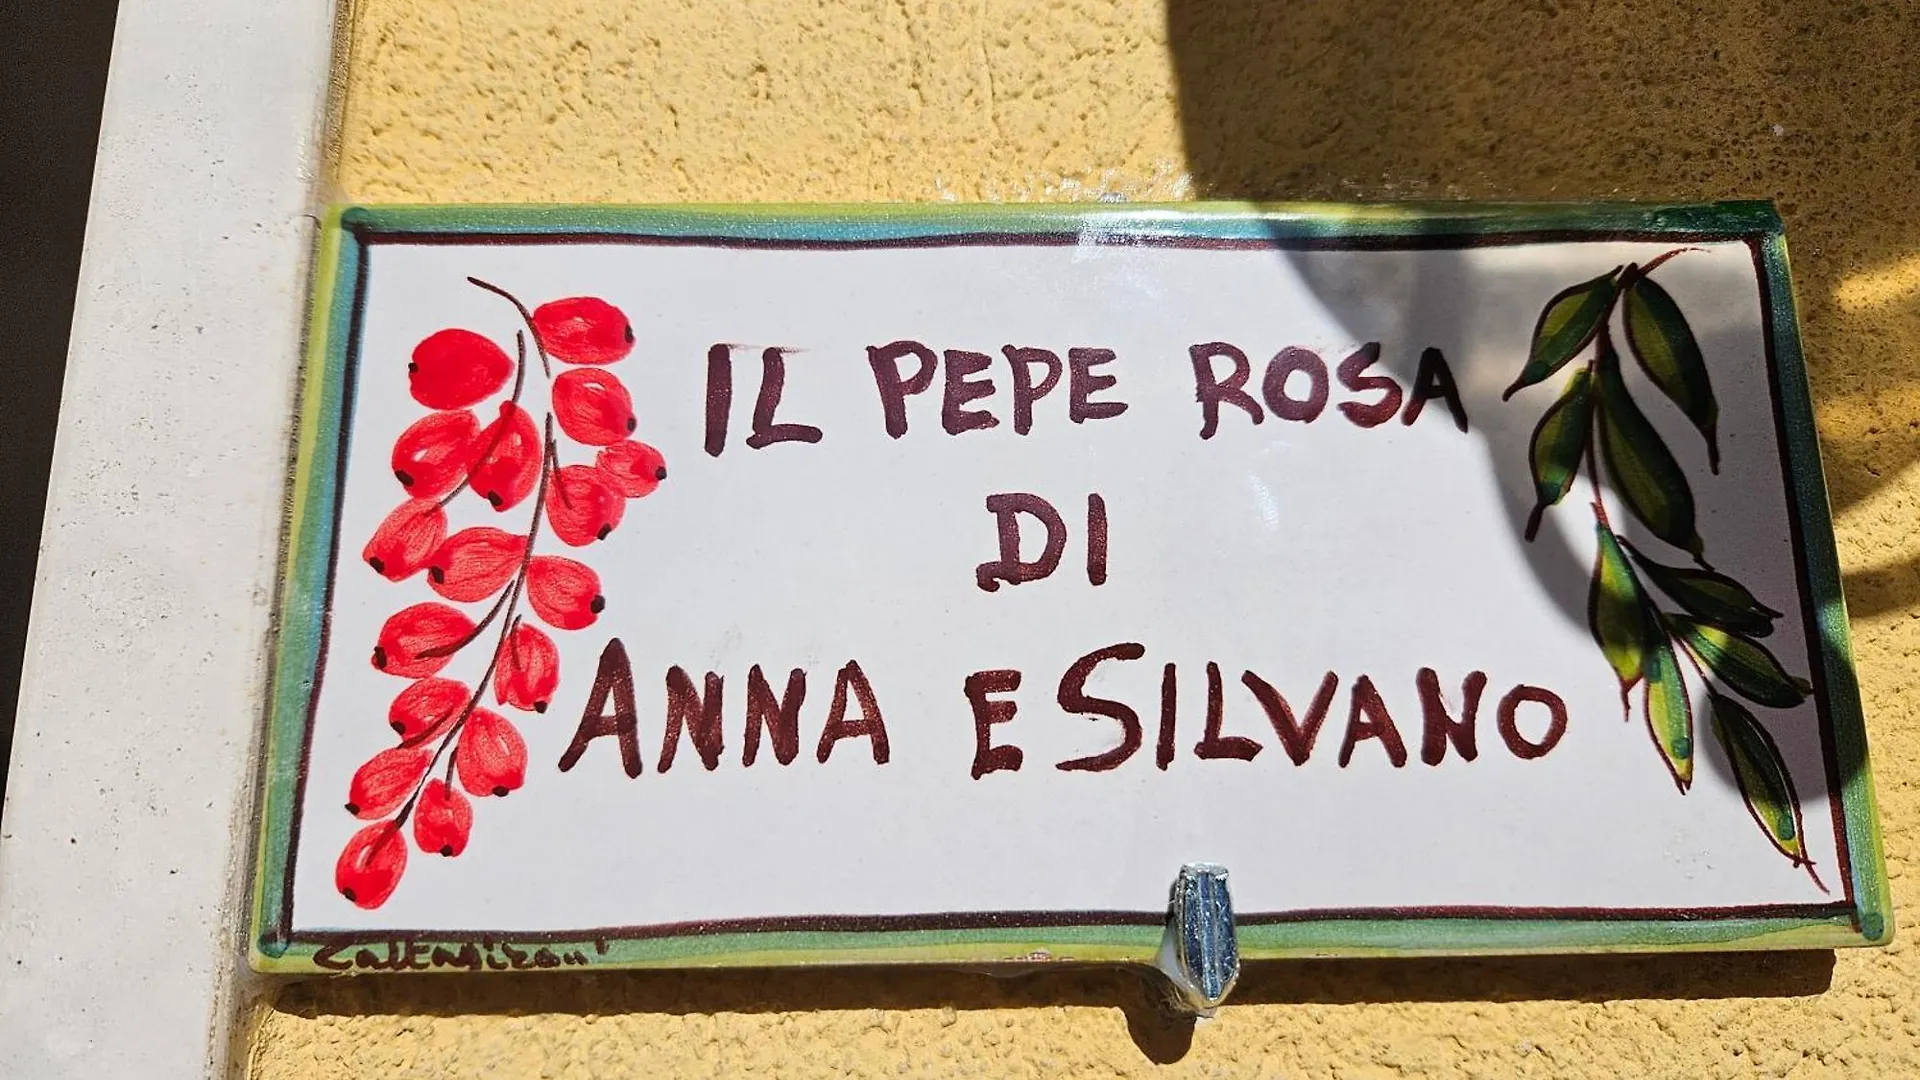 IL PEPE ROSA
DI
ANNA E SILVANO